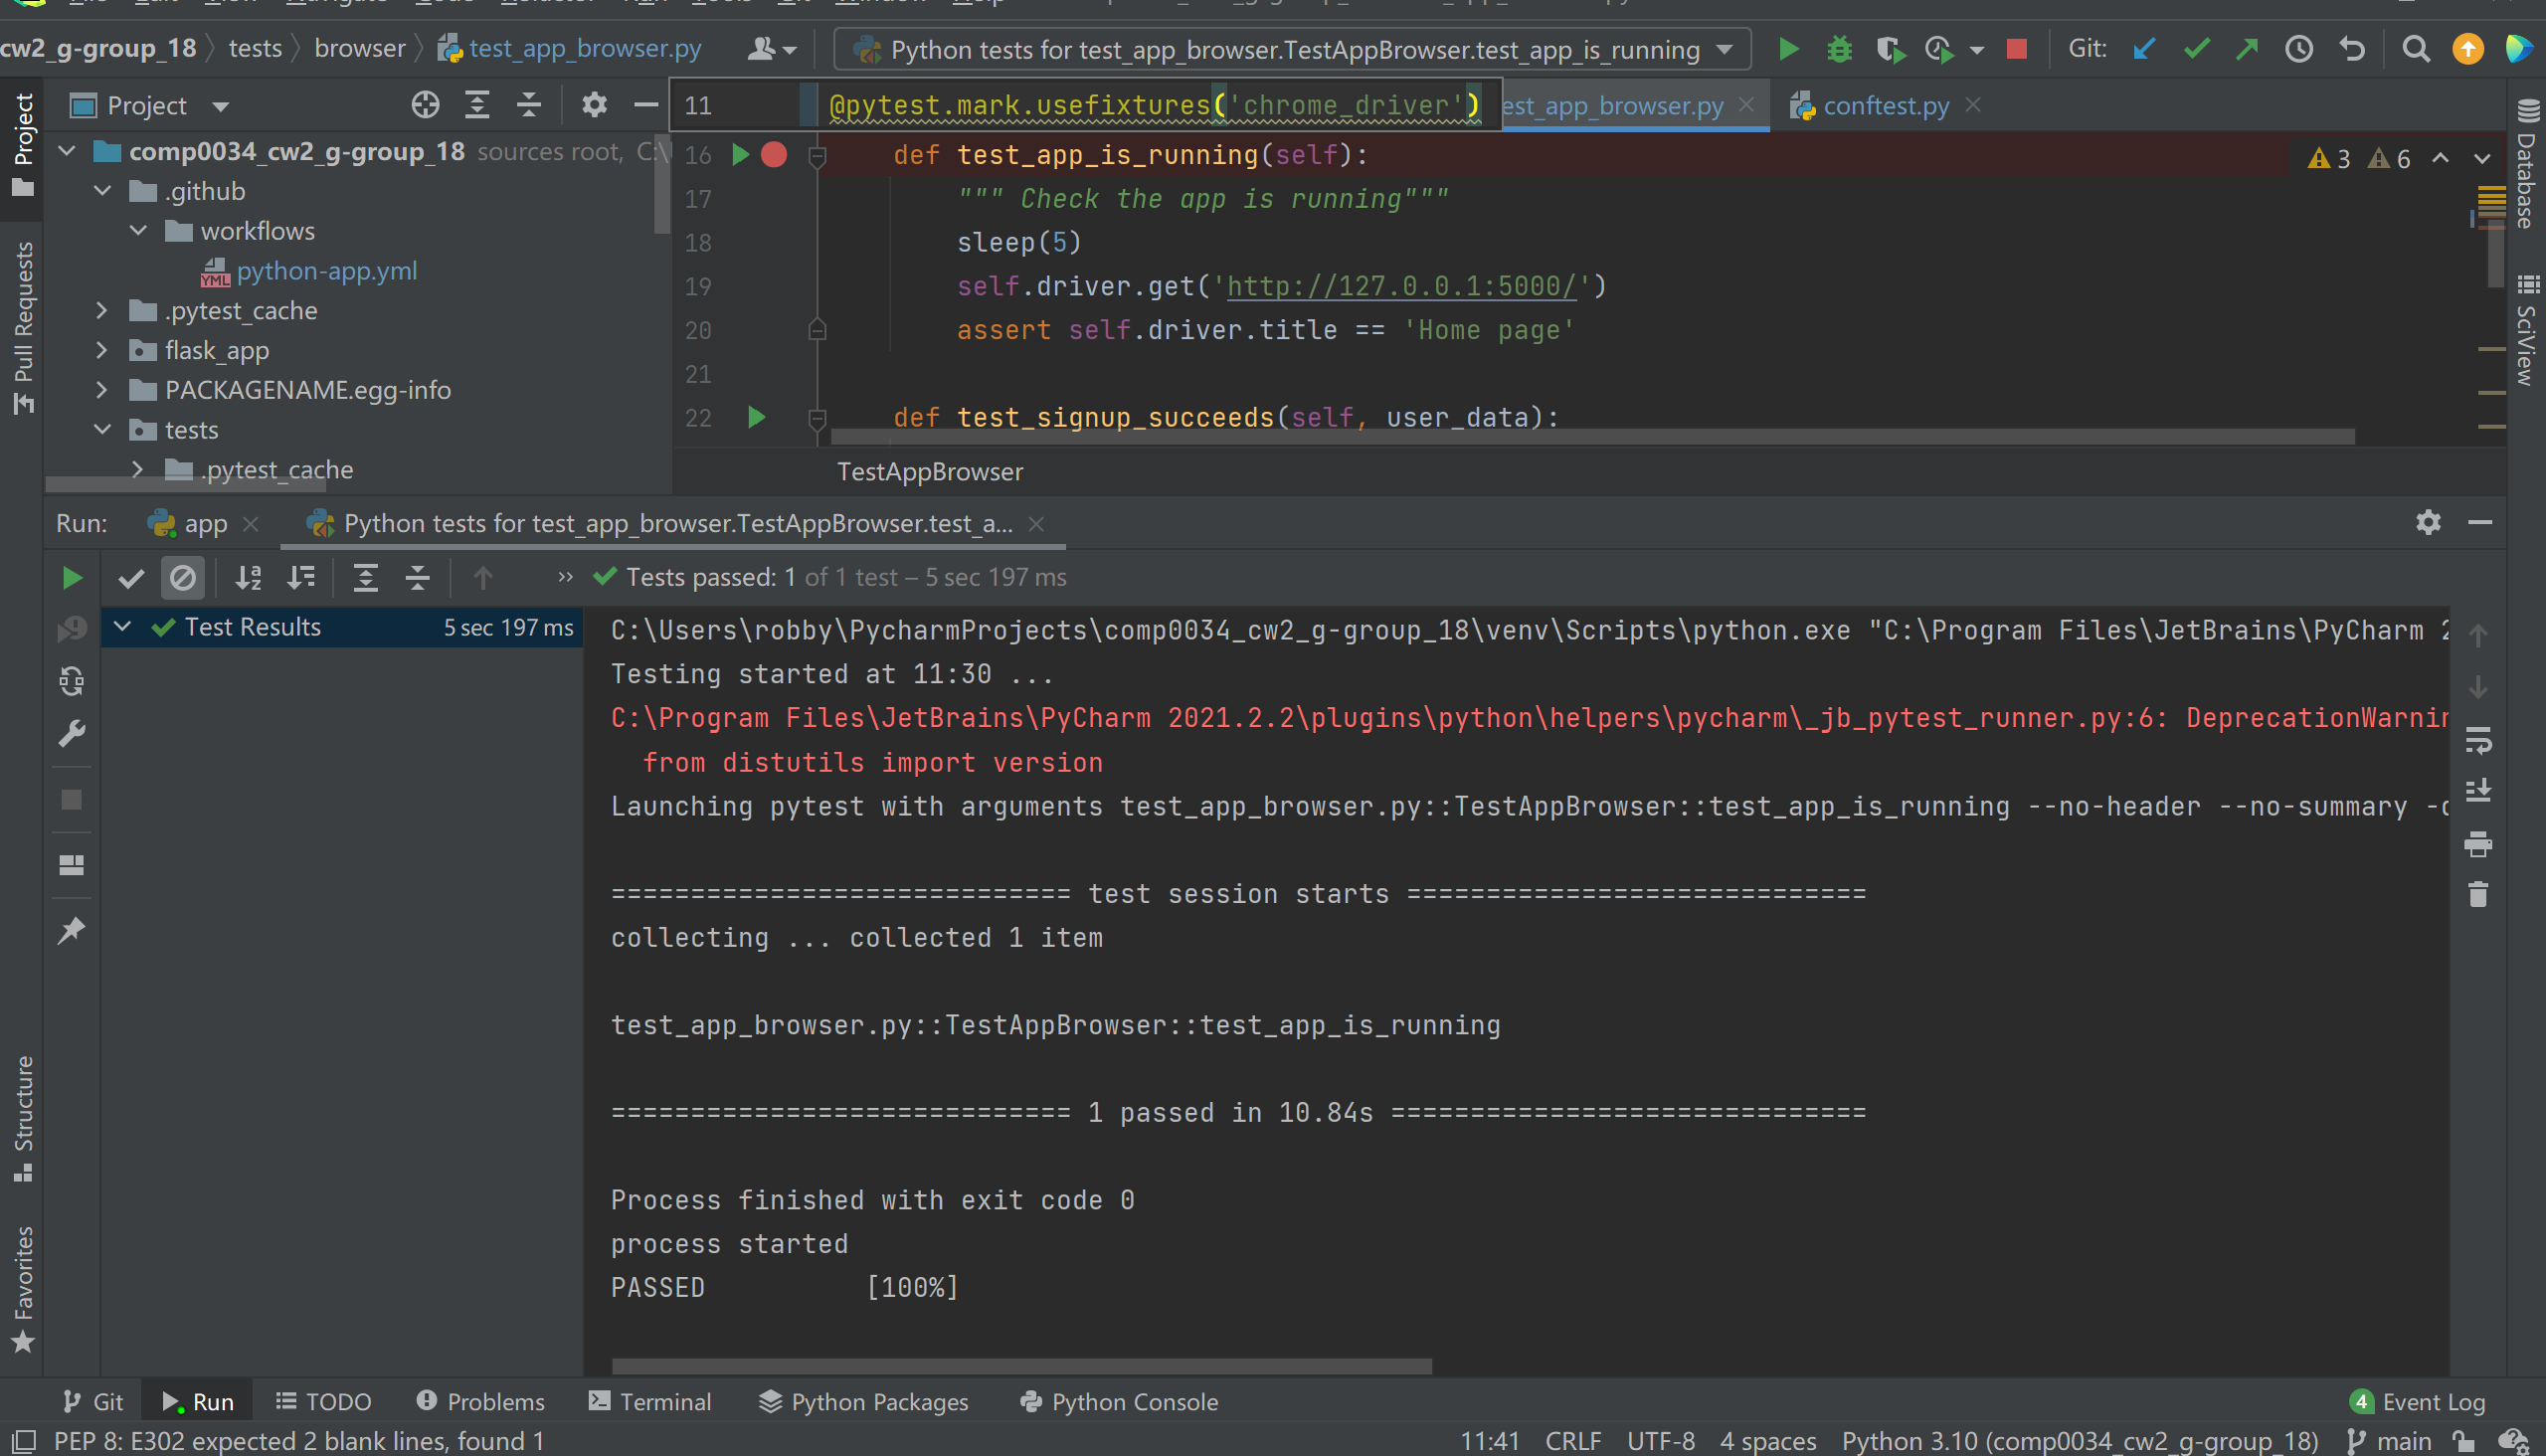 cw2_g-group_18 tests browser test_app_browser.py Python tests for test_app_browser.TestAppBrowser.test_app_is_running Git:
Project
11 @pytest.mark.usefixtures('chrome_driver')
est_app_browser.py conftest.py
comp0034_cw2_g-group_18 sources root, C:\
.github
workflows
python-app.yml
.pytest_cache
flask_app
PACKAGENAME.egg-info
tests
.pytest_cache
16 def test_app_is_running(self):
3 6
17 """ Check the app is running"""
18 sleep(5)
19 self.driver.get('http://127.0.0.1:5000/')
20 assert self.driver.title == 'Home page'
21
22 def test_signup_succeeds(self, user_data):
TestAppBrowser
Project
Pull Requests
Structure
Favorites
Database
SciView
Run: app Python tests for test_app_browser.TestAppBrowser.test_a...
Tests passed: 1 of 1 test – 5 sec 197 ms
Test Results 5 sec 197 ms
C:\Users\robby\PycharmProjects\comp0034_cw2_g-group_18\venv\Scripts\python.exe "C:\Program Files\JetBrains\PyCharm 2
Testing started at 11:30 ...
C:\Program Files\JetBrains\PyCharm 2021.2.2\plugins\python\helpers\pycharm\_jb_pytest_runner.py:6: DeprecationWarnin
from distutils import version
Launching pytest with arguments test_app_browser.py::TestAppBrowser::test_app_is_running --no-header --no-summary -q
============================= test session starts =============================
collecting ... collected 1 item
test_app_browser.py::TestAppBrowser::test_app_is_running
============================= 1 passed in 10.84s ==============================
Process finished with exit code 0
process started
PASSED [100%]
Git Run TODO Problems Terminal Python Packages Python Console 4 Event Log
PEP 8: E302 expected 2 blank lines, found 1 11:41 CRLF UTF-8 4 spaces Python 3.10 (comp0034_cw2_g-group_18) main